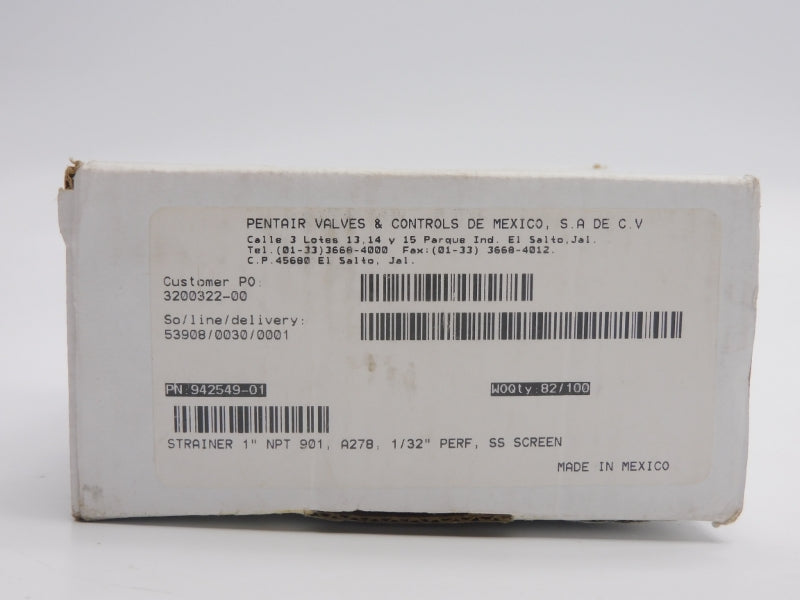 PENTAIR VALVES & CONTROLS DE MEXICO, S.A DE C.V
Calle 3 Lotes 13,14 y 15 Parque Ind. El Salto,Jal.
Tel.(01-33)3668-4000 Fax:(01-33) 3668-4012.
C.P.45680 El Salto, Jal.
Customer PO:
3200322-00
So/line/delivery:
53908/0030/0001
PN:942549-01 WOQty:82/100
STRAINER 1" NPT 901, A278, 1/32" PERF, SS SCREEN
MADE IN MEXICO